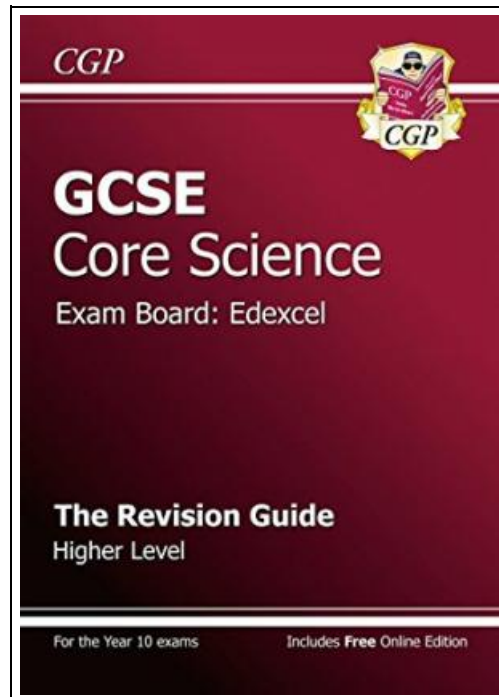 CGP
CGP
CGP
GCSE
Core Science
Exam Board: Edexcel
The Revision Guide
Higher Level
For the Year 10 exams
Includes Free Online Edition